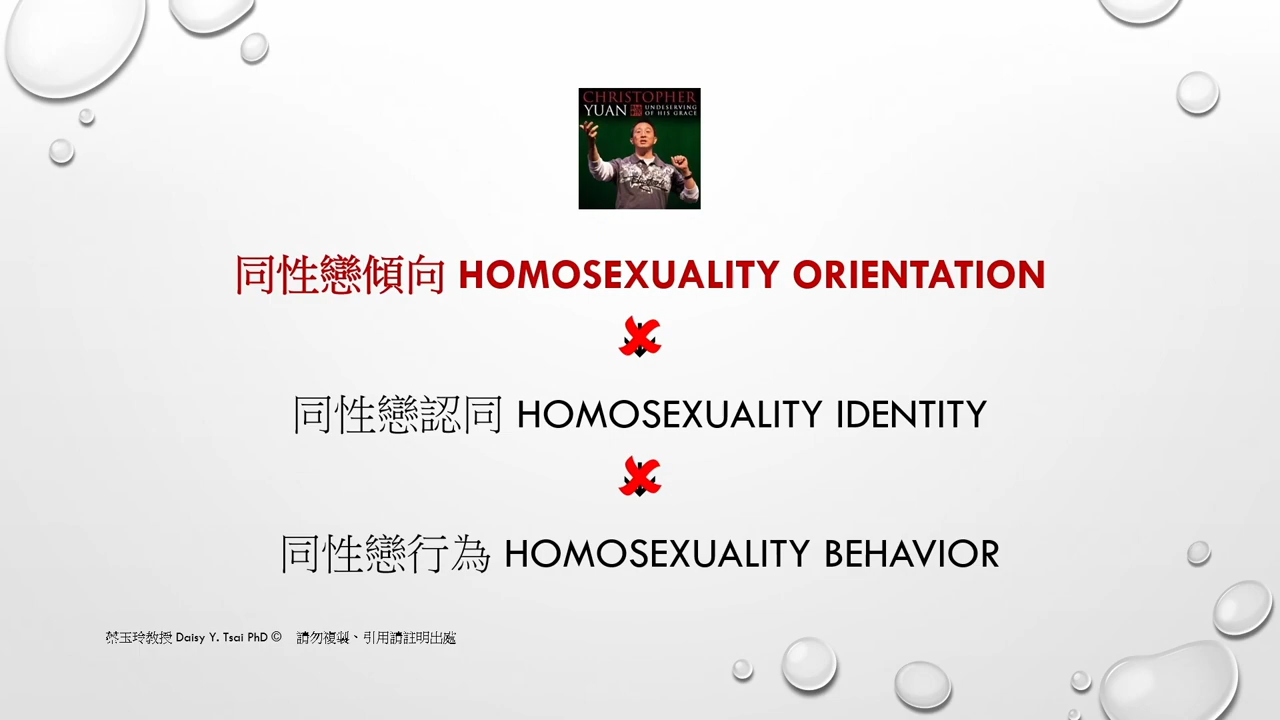 CHRISTOPHER
YUAN UNDESERVING
OF HIS GRACE
同性戀傾向 HOMOSEXUALITY ORIENTATION
同性戀認同 HOMOSEXUALITY IDENTITY
同性戀行為 HOMOSEXUALITY BEHAVIOR
蔡玉玲教授 Daisy Y. Tsai PhD © 請勿複製、引用請註明出處